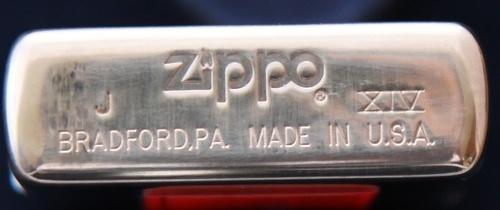 Zippo®
J XIV
BRADFORD,PA. MADE IN U.S.A.